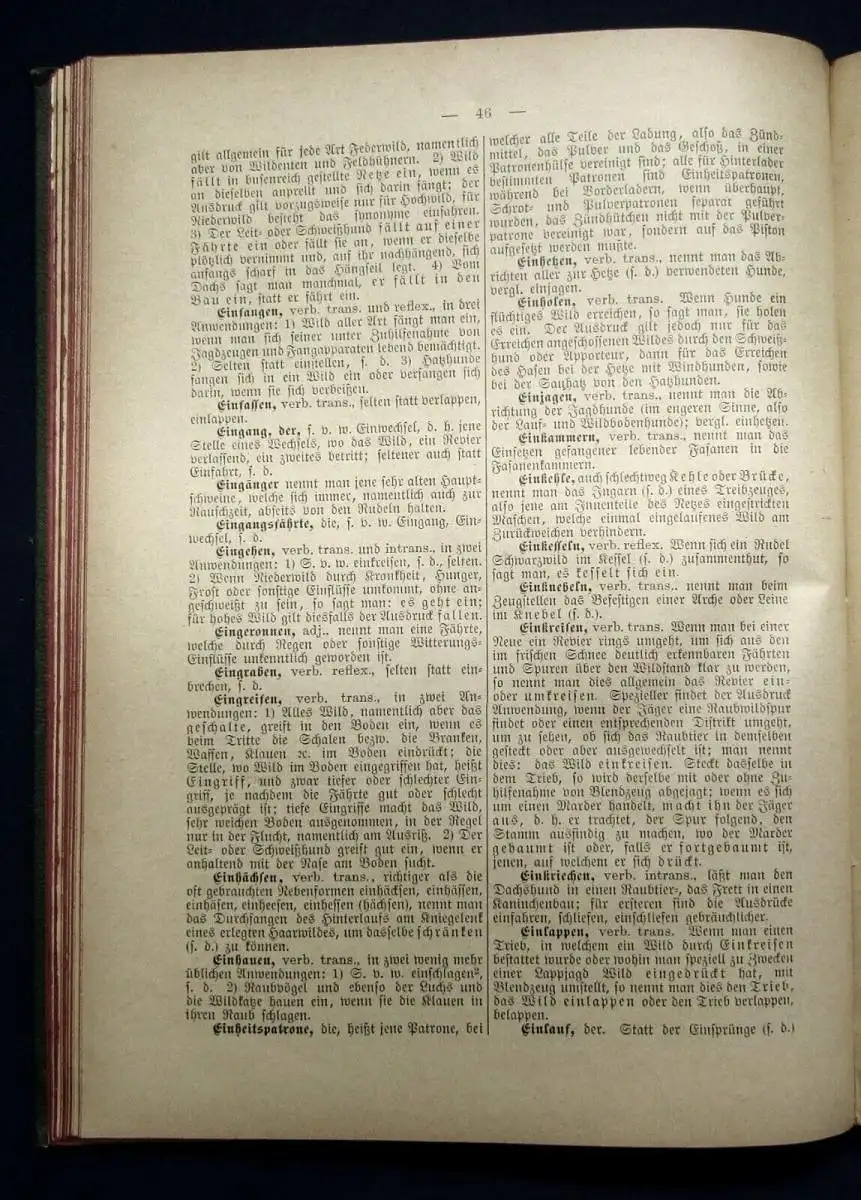 — 46 —
gilt allgemein für jede Art Federwild, namentlich
aber von Wildenten und Feldhühnern. 2) Wild
fällt in busenreich gestellte Netze ein, wenn es
an dieselben anprellt und sich darin fängt; der
Ausdruck gilt vorzugsweise nur für Hochwild, für
Niederwild besteht das synonyme einfahren.
3) Der Leit- oder Schweißhund fällt auf einer
Fährte ein oder fällt sie an, wenn er dieselbe
plötzlich vernimmt und, auf ihr nachhängend, sich
anfangs scharf in das Hängseil legt. 4) Vom
Dachs sagt man manchmal, er fällt in den
Bau ein, statt er fährt ein.
Einfangen, verb. trans. und reflex., in drei
Anwendungen: 1) Wild aller Art fängt man ein,
wenn man sich seiner unter Zuhilfenahme von
Jagdzeugen und Fangapparaten lebend bemächtigt.
2) Selten statt einstellen, s. d. 3) Hatzhunde
fangen sich in ein Wild ein oder verfangen sich
darin, wenn sie sich verbeißen.
Einfassen, verb. trans., selten statt verlappen,
einlappen.
Eingang, der, s. v. w. Einwechsel, d. h. jene
Stelle eines Wechsels, wo das Wild, ein Revier
verlassend, ein zweites betritt; seltener auch statt
Einfahrt, s. d.
Eingänger nennt man jene sehr alten Haupt-
schweine, welche sich immer, namentlich auch zur
Rauschzeit, abseits von den Rudeln halten.
Eingangsfährte, die, s. v. w. Eingang, Ein-
wechsel, s. d.
Eingehen, verb. trans. und intrans., in zwei
Anwendungen: 1) S. v. w. einkreisen, s. d., selten.
2) Wenn Niederwild durch Krankheit, Hunger,
Frost oder sonstige Einflüsse umkommt, ohne an-
geschweißt zu sein, so sagt man: es geht ein;
für hohes Wild gilt diesfalls der Ausdruck fallen.
Eingeronnen, adj., nennt man eine Fährte,
welche durch Regen oder sonstige Witterungs-
Einflüsse unkenntlich geworden ist.
Eingraben, verb. reflex., selten statt ein-
brechen, s. d.
Eingreifen, verb. trans., in zwei An-
wendungen: 1) Alles Wild, namentlich aber das
geschalte, greift in den Boden ein, wenn es
beim Tritte die Schalen bezw. die Branken,
Waffen, Klauen ꝛc. im Boden eindrückt; die
Stelle, wo Wild im Boden eingegriffen hat, heißt
Eingriff, und zwar tiefer oder schlechter Ein-
griff, je nachdem die Fährte gut oder schlecht
ausgeprägt ist; tiefe Eingriffe macht das Wild,
sehr weichen Boden ausgenommen, in der Regel
nur in der Flucht, namentlich am Ausriß. 2) Der
Leit- oder Schweißhund greift gut ein, wenn er
anhaltend mit der Nase am Boden sucht.
Einhächsen, verb. trans., richtiger als die
oft gebrauchten Nebenformen einhäcksen, einhässen,
einhäsen, einheesen, einhessen (hächsen), nennt man
das Durchfangen des Hinterlaufs am Kniegelenk
eines erlegten Haarwildes, um dasselbe schränken
(s. d.) zu können.
Einhauen, verb. trans., in zwei wenig mehr
üblichen Anwendungen: 1) S. v. w. einschlagen²,
s. d. 2) Raubvögel und ebenso der Luchs und
die Wildkatze hauen ein, wenn sie die Klauen in
ihren Raub schlagen.
Einheitspatrone, die, heißt jene Patrone, bei
welcher alle Teile der Ladung, also das Zünd-
mittel, das Pulver und das Geschoß, in einer
Patronenhülse vereinigt sind; alle für Hinterlader
bestimmten Patronen sind Einheitspatronen,
während bei Vorderladern, wenn überhaupt,
Schrot- und Pulverpatronen separat geführt
wurden, das Zündhütchen nicht mit der Pulver-
patrone vereinigt war, sondern auf das Piston
aufgesetzt werden mußte.
Einhetzen, verb. trans., nennt man das Ab-
richten aller zur Hetze (s. d.) verwendeten Hunde,
vergl. einjagen.
Einholen, verb. trans. Wenn Hunde ein
flüchtiges Wild erreichen, so sagt man, sie holen
es ein. Der Ausdruck gilt jedoch nur für das
Erreichen angeschossenen Wildes durch den Schweiß-
hund oder Apporteur, dann für das Erreichen
des Hasen bei der Hetze mit Windhunden, sowie
bei der Sauhatz von den Hatzhunden.
Einjagen, verb. trans., nennt man die Ab-
richtung der Jagdhunde (im engeren Sinne, also
der Lauf- und Wildbodenhunde); vergl. einhetzen.
Einkammern, verb. trans., nennt man das
Einsetzen gefangener lebender Fasanen in die
Fasanenkammern.
Einkehle, auch schlechtweg Kehle oder Brücke,
nennt man das Ingarn (s. d.) eines Treibzeuges,
also jene am Innenteile des Netzes eingestrickten
Maschen, welche einmal eingelaufenes Wild am
Zurückweichen verhindern.
Einkesseln, verb. reflex. Wenn sich ein Rudel
Schwarzwild im Kessel (s. d.) zusammenthut, so
sagt man, es kesselt sich ein.
Einknebeln, verb. trans., nennt man beim
Zeugstellen das Befestigen einer Arche oder Leine
im Knebel (s. d.).
Einkreisen, verb. trans. Wenn man bei einer
Neue ein Revier rings umgeht, um sich aus den
im frischen Schnee deutlich erkennbaren Fährten
und Spuren über den Wildstand klar zu werden,
so nennt man dies allgemein das Revier ein-
oder umkreisen. Spezieller findet der Ausdruck
Anwendung, wenn der Jäger eine Raubwildspur
findet oder einen entsprechenden Distrikt umgeht,
um zu sehen, ob sich das Raubtier in demselben
gesteckt oder aber ausgewechselt ist; man nennt
dies: das Wild einkreisen. Steckt dasselbe in
dem Trieb, so wird derselbe mit oder ohne Zu-
hilfenahme von Blendzeug abgejagt; wenn es sich
um einen Marder handelt, macht ihn der Jäger
aus, d. h. er trachtet, der Spur folgend, den
Stamm ausfindig zu machen, wo der Marder
gebaumt ist oder, falls er fortgebaumt ist,
jenen, auf welchem er sich drückt.
Einkriechen, verb. intrans., läßt man den
Dachshund in einen Raubtier-, das Frett in einen
Kaninchenbau; für ersteren sind die Ausdrücke
einfahren, schliefen, einschliefen gebräuchlicher.
Einlappen, verb. trans. Wenn man einen
Trieb, in welchem ein Wild durch Einkreisen
bestattet wurde oder wohin man speziell zu Zwecken
einer Lappjagd Wild eingedrückt hat, mit
Blendzeug umstellt, so nennt man dies den Trieb,
das Wild einlappen oder den Trieb verlappen,
belappen.
Einlauf, der. Statt der Einsprünge (s. d.)